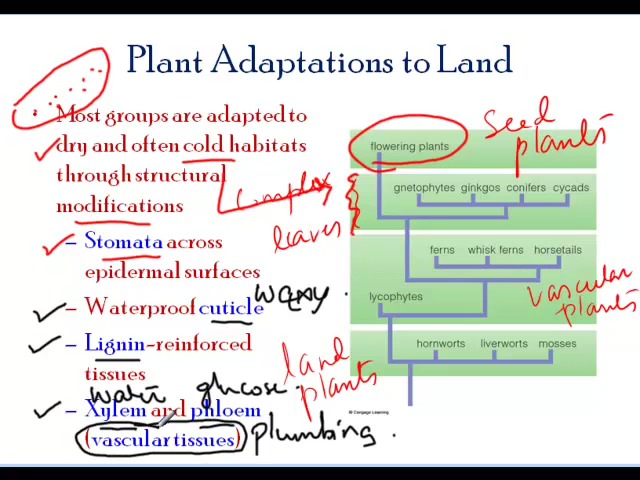 Plant Adaptations to Land
Most groups are adapted to
dry and often cold habitats
through structural
modifications
– Stomata across
epidermal surfaces
– Waterproof cuticle
waxy.
– Lignin-reinforced
tissues
water glucose.
– Xylem and phloem
(vascular tissues)
plumbing.
complex
leaves
seed
plants
flowering plants
gnetophytes ginkgos conifers cycads
ferns whisk ferns horsetails
vascular
plants
lycophytes
land
plants
hornworts liverworts mosses
© Cengage Learning